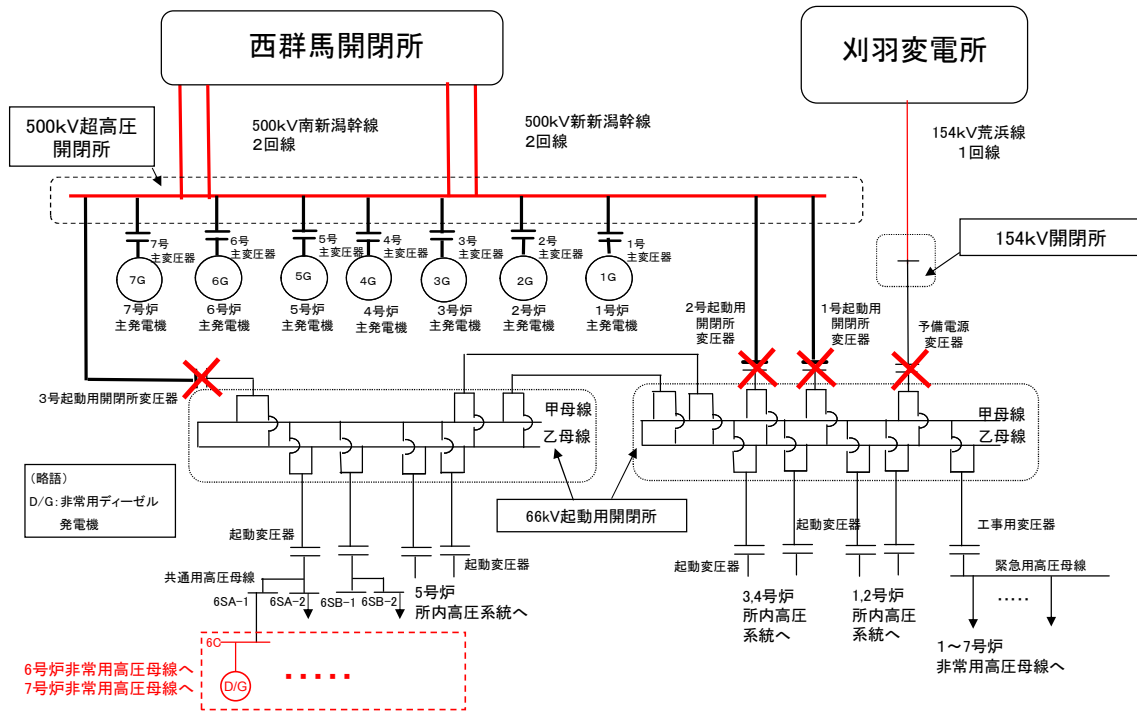 西群馬開閉所
刈羽変電所
500kV超高圧
開閉所
500kV南新潟幹線
2回線
500kV新新潟幹線
2回線
154kV荒浜線
1回線
154kV開閉所
7号
主変圧器
6号
主変圧器
5号
主変圧器
4号
主変圧器
3号
主変圧器
2号
主変圧器
1号
主変圧器
7G
6G
5G
4G
3G
2G
1G
7号炉
主発電機
6号炉
主発電機
5号炉
主発電機
4号炉
主発電機
3号炉
主発電機
2号炉
主発電機
1号炉
主発電機
2号起動用
開閉所
変圧器
1号起動用
開閉所
変圧器
予備電源
変圧器
3号起動用開閉所変圧器
甲母線
乙母線
甲母線
乙母線
(略語)
D/G:非常用ディーゼル
発電機
66kV起動用開閉所
起動変圧器
起動変圧器
起動変圧器
起動変圧器
工事用変圧器
共通用高圧母線
緊急用高圧母線
6SA-1
6SA-2
6SB-1
6SB-2
5号炉
所内高圧
系統へ
3,4号炉
所内高圧
系統へ
1,2号炉
所内高圧
系統へ
・・・・・
1~7号炉
非常用高圧母線へ
6C
D/G
・・・・・
6号炉非常用高圧母線へ
7号炉非常用高圧母線へ